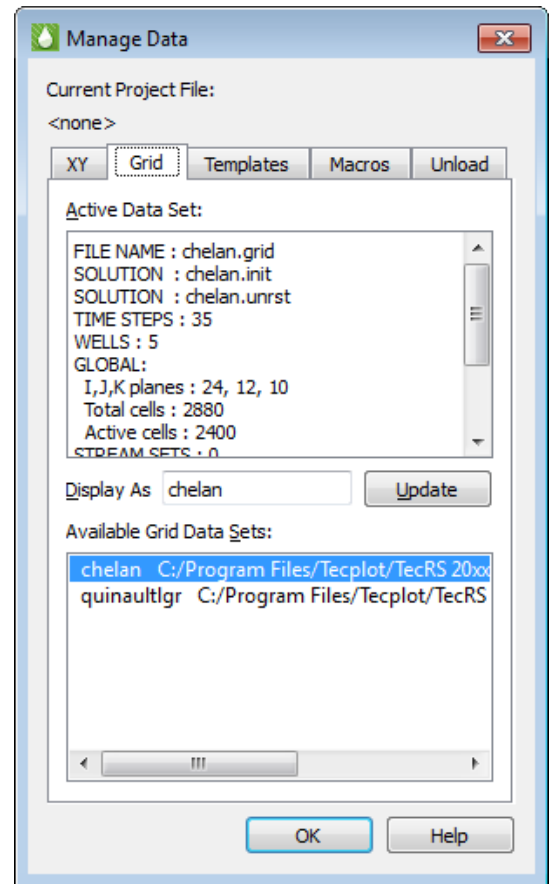 Manage Data
Current Project File:
<none>
XY Grid Templates Macros Unload
Active Data Set:
FILE NAME : chelan.grid
SOLUTION : chelan.init
SOLUTION : chelan.unrst
TIME STEPS : 35
WELLS : 5
GLOBAL:
I,J,K planes : 24, 12, 10
Total cells : 2880
Active cells : 2400
STREAM SETS : 0
Display As chelan Update
Available Grid Data Sets:
chelan C:/Program Files/Tecplot/TecRS 20xx
quinaultlgr C:/Program Files/Tecplot/TecRS
OK Help